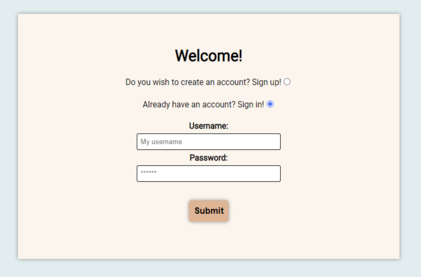 Welcome!
Do you wish to create an account? Sign up!
Already have an account? Sign in!
Username:
My username
Password:
******
Submit